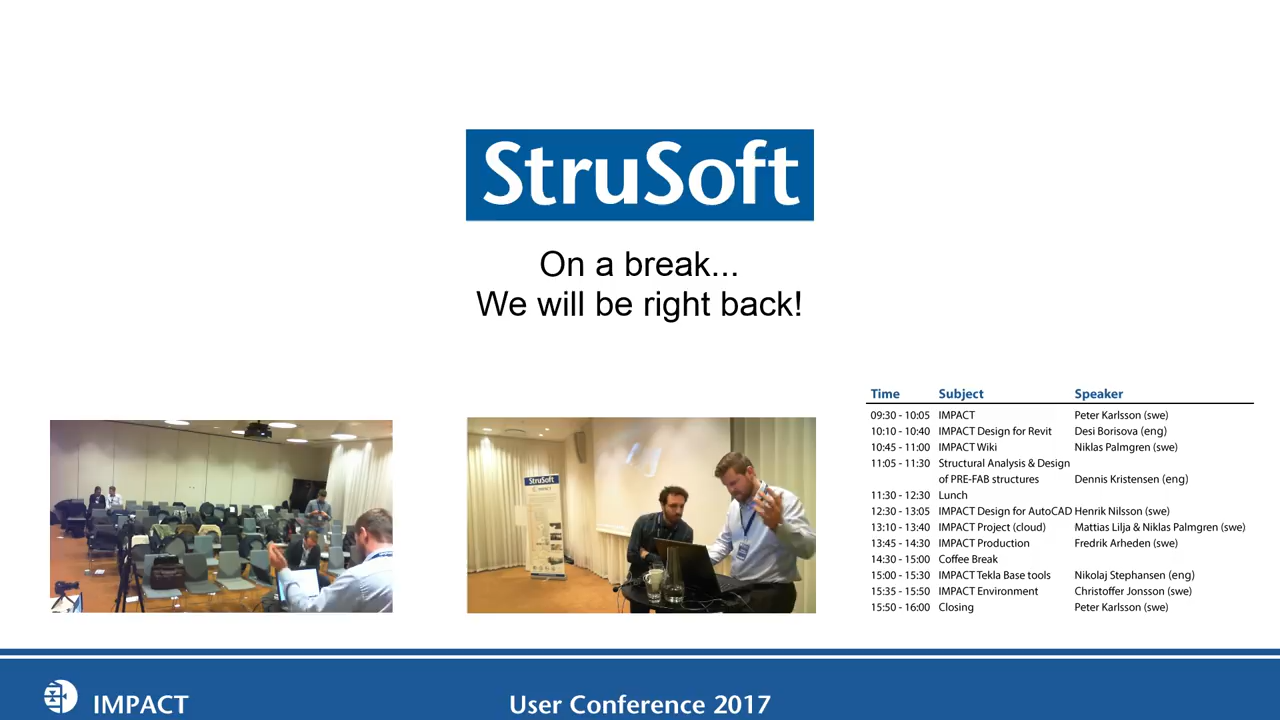 StruSoft
On a break...
We will be right back!
Time Subject Speaker
09:30 - 10:05 IMPACT Peter Karlsson (swe)
10:10 - 10:40 IMPACT Design for Revit Desi Borisova (eng)
10:45 - 11:00 IMPACT Wiki Niklas Palmgren (swe)
11:05 - 11:30 Structural Analysis & Design
of PRE-FAB structures Dennis Kristensen (eng)
11:30 - 12:30 Lunch
12:30 - 13:05 IMPACT Design for AutoCAD Henrik Nilsson (swe)
13:10 - 13:40 IMPACT Project (cloud) Mattias Lilja & Niklas Palmgren (swe)
13:45 - 14:30 IMPACT Production Fredrik Arheden (swe)
14:30 - 15:00 Coffee Break
15:00 - 15:30 IMPACT Tekla Base tools Nikolaj Stephansen (eng)
15:35 - 15:50 IMPACT Environment Christoffer Jonsson (swe)
15:50 - 16:00 Closing Peter Karlsson (swe)
StruSoft
IMPACT
IMPACT
User Conference 2017